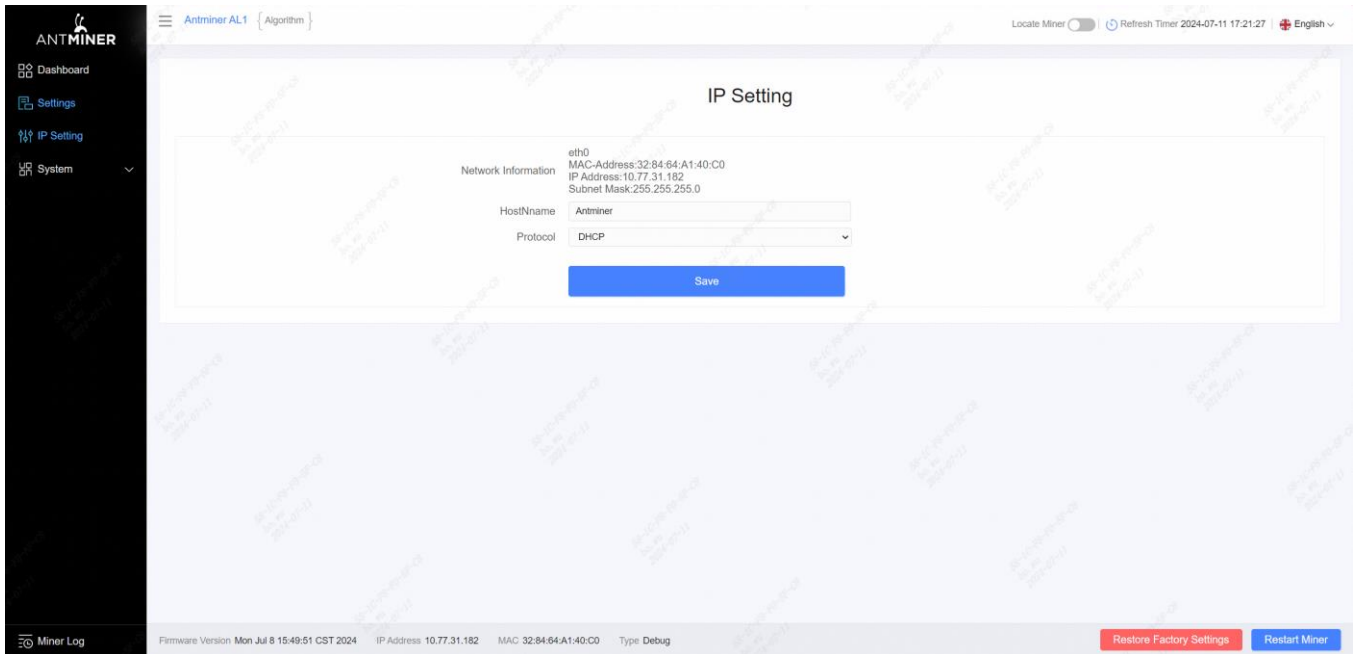 ANTMINER
Antminer AL1 { Algorithm }
Locate Miner Refresh Timer 2024-07-11 17:21:27 English
Dashboard
Settings
IP Setting
System
IP Setting
Network Information
eth0
MAC-Address:32:84:64:A1:40:C0
IP Address:10.77.31.182
Subnet Mask:255.255.255.0
HostNname Antminer
Protocol DHCP
Save
Miner Log
Firmware Version Mon Jul 8 15:49:51 CST 2024 IP Address 10.77.31.182 MAC 32:84:64:A1:40:C0 Type Debug
Restore Factory Settings
Restart Miner